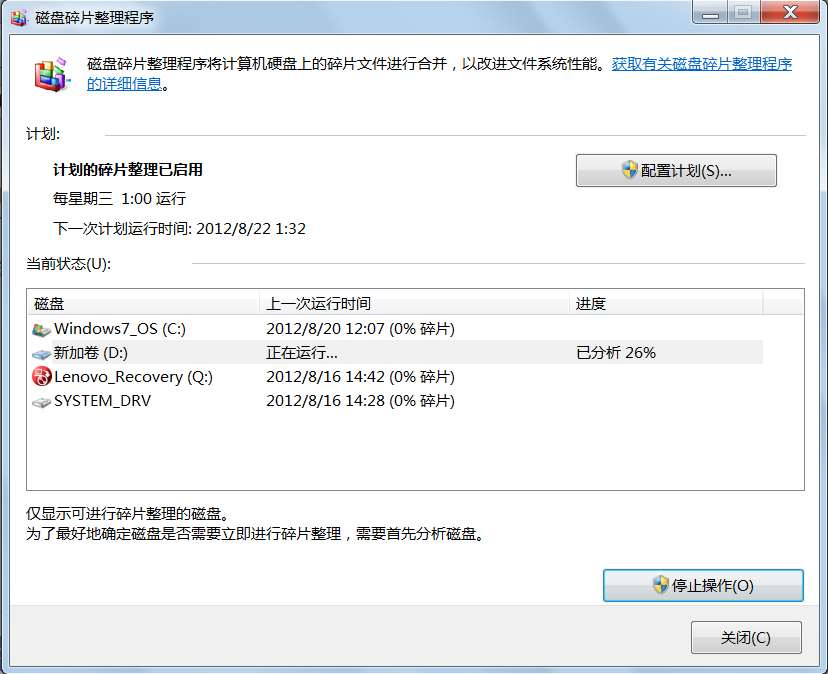 磁盘碎片整理程序
磁盘碎片整理程序将计算机硬盘上的碎片文件进行合并，以改进文件系统性能。获取有关磁盘碎片整理程序
的详细信息。
计划:
计划的碎片整理已启用
配置计划(S)...
每星期三  1:00 运行
下一次计划运行时间: 2012/8/22 1:32
当前状态(U):
磁盘 上一次运行时间 进度
Windows7_OS (C:) 2012/8/20 12:07 (0% 碎片)
新加卷 (D:) 正在运行... 已分析 26%
Lenovo_Recovery (Q:) 2012/8/16 14:42 (0% 碎片)
SYSTEM_DRV 2012/8/16 14:28 (0% 碎片)
仅显示可进行碎片整理的磁盘。
为了最好地确定磁盘是否需要立即进行碎片整理，需要首先分析磁盘。
停止操作(O)
关闭(C)